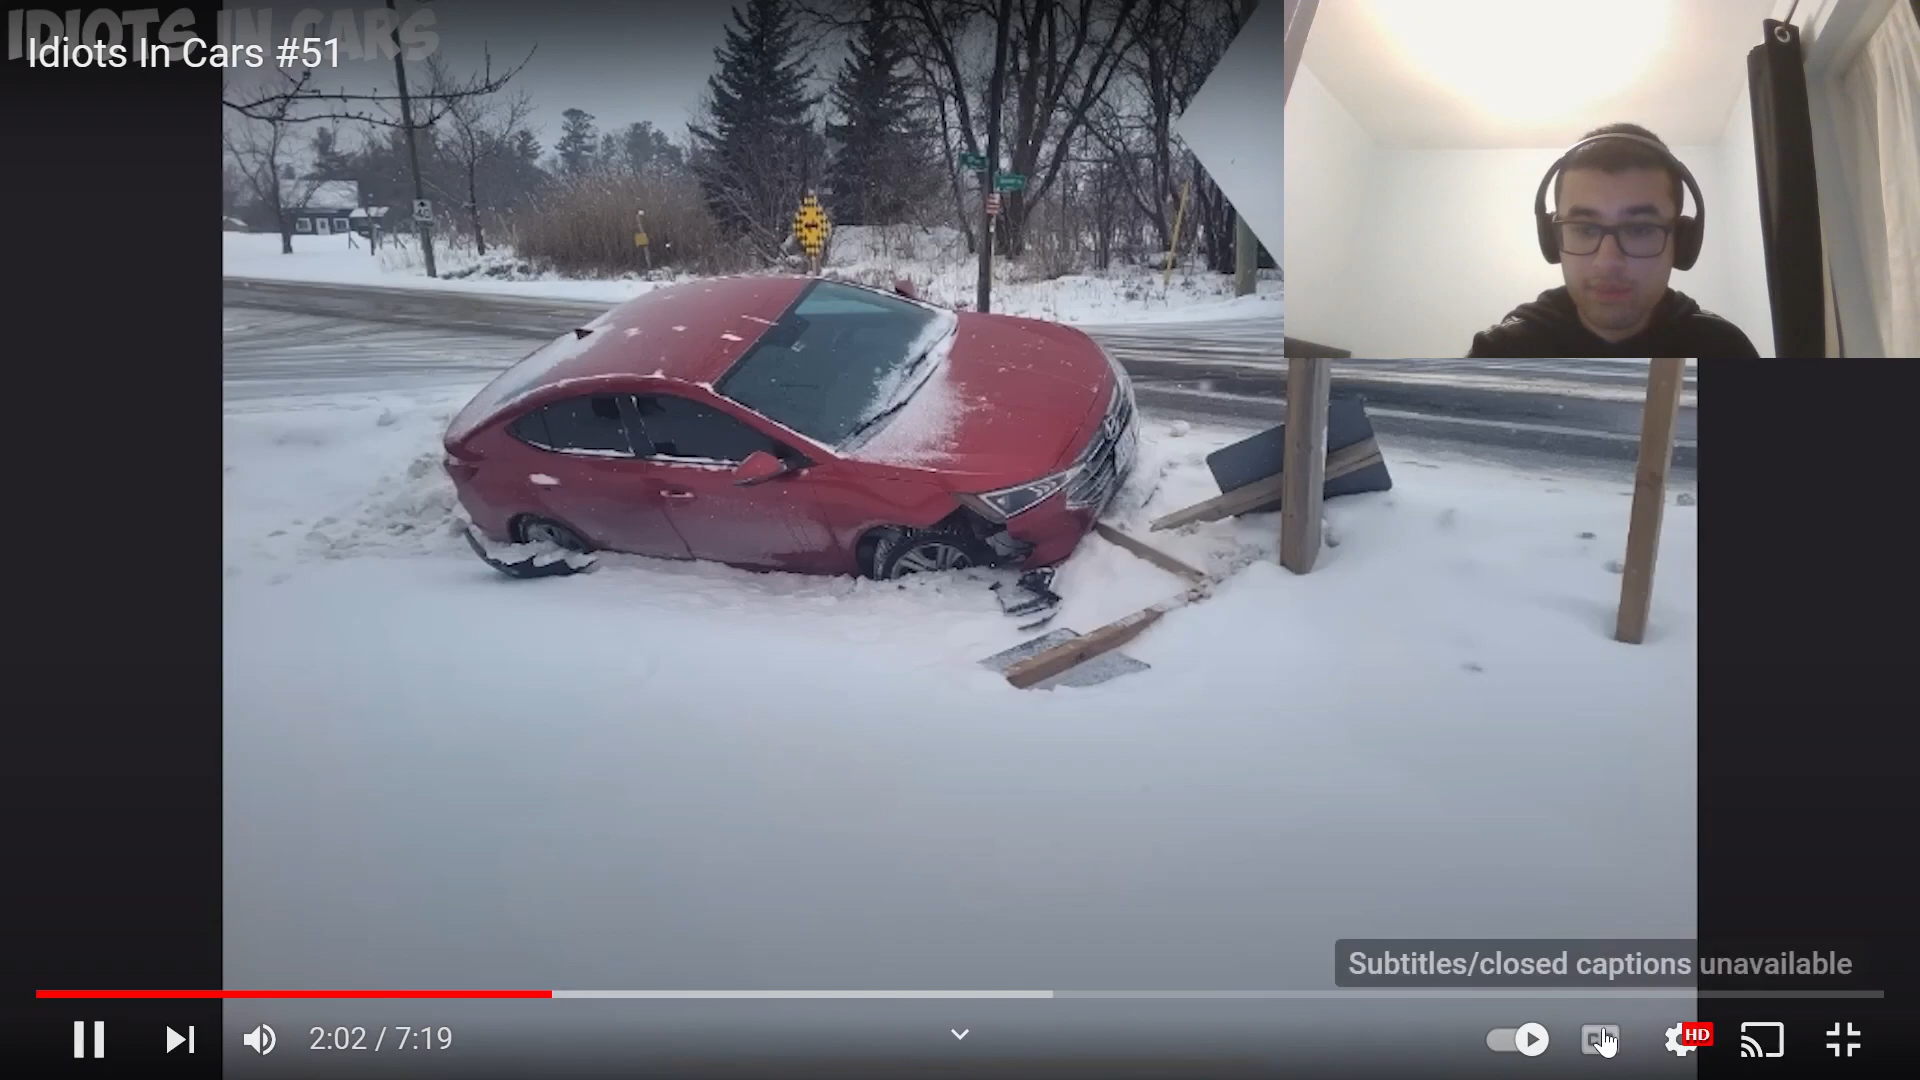 IDIOTS IN CARS
Idiots In Cars #51
Subtitles/closed captions unavailable
2:02 / 7:19
HD